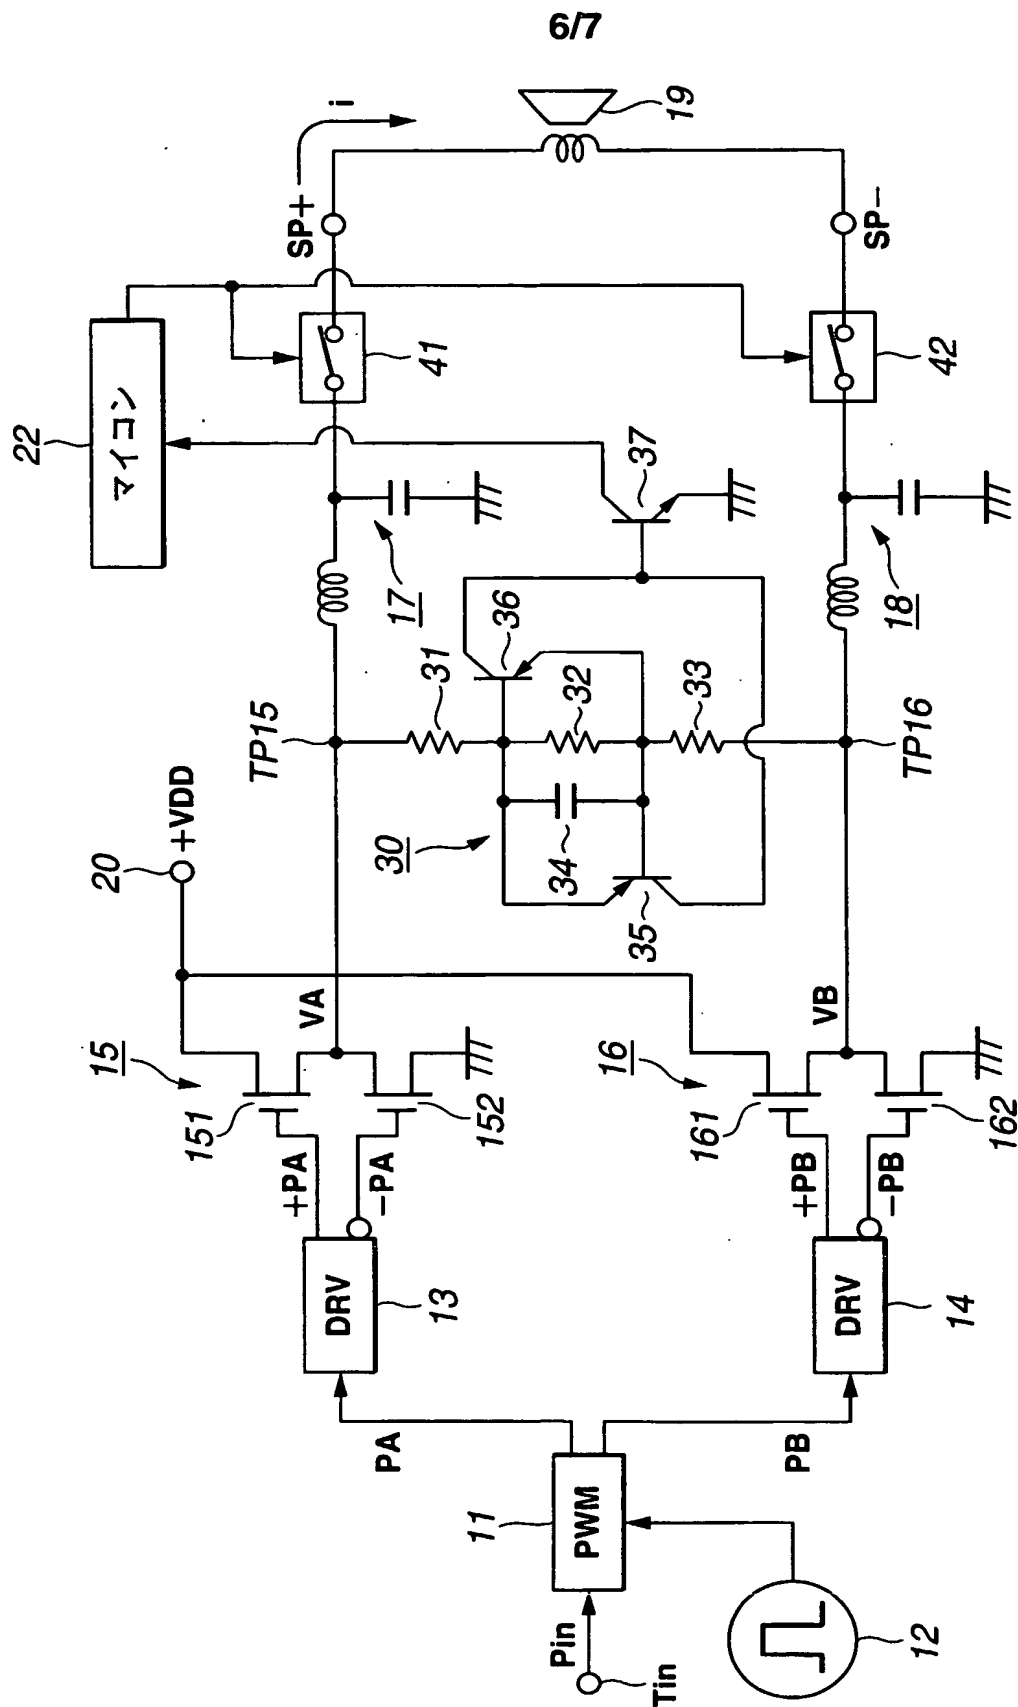 6/7
22
マイコン
SP+
i
19
41
SP−
42
37
17
36
31
32
33
18
TP15
TP16
20
+VDD
30
34
35
VA
VB
15
151
152
16
161
162
+PA
−PA
+PB
−PB
DRV
13
DRV
14
PA
PB
11
PWM
Pin
Tin
12